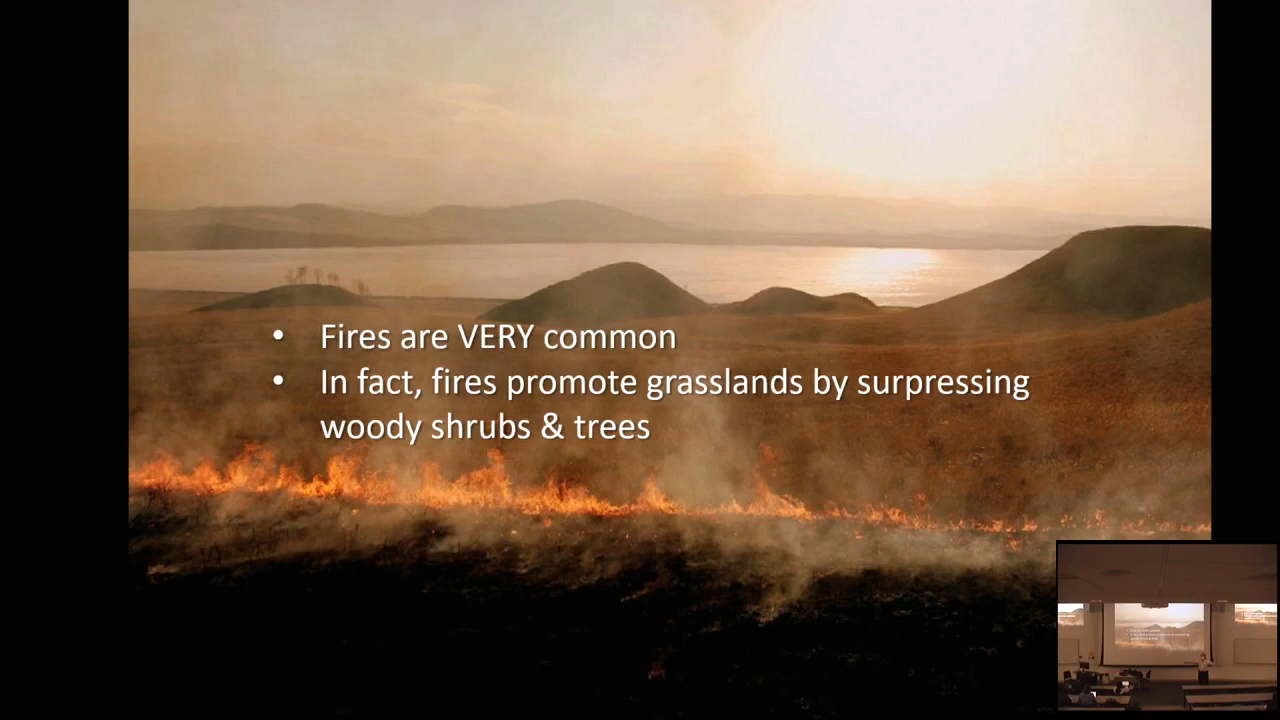 • Fires are VERY common
• In fact, fires promote grasslands by surpressing
woody shrubs & trees